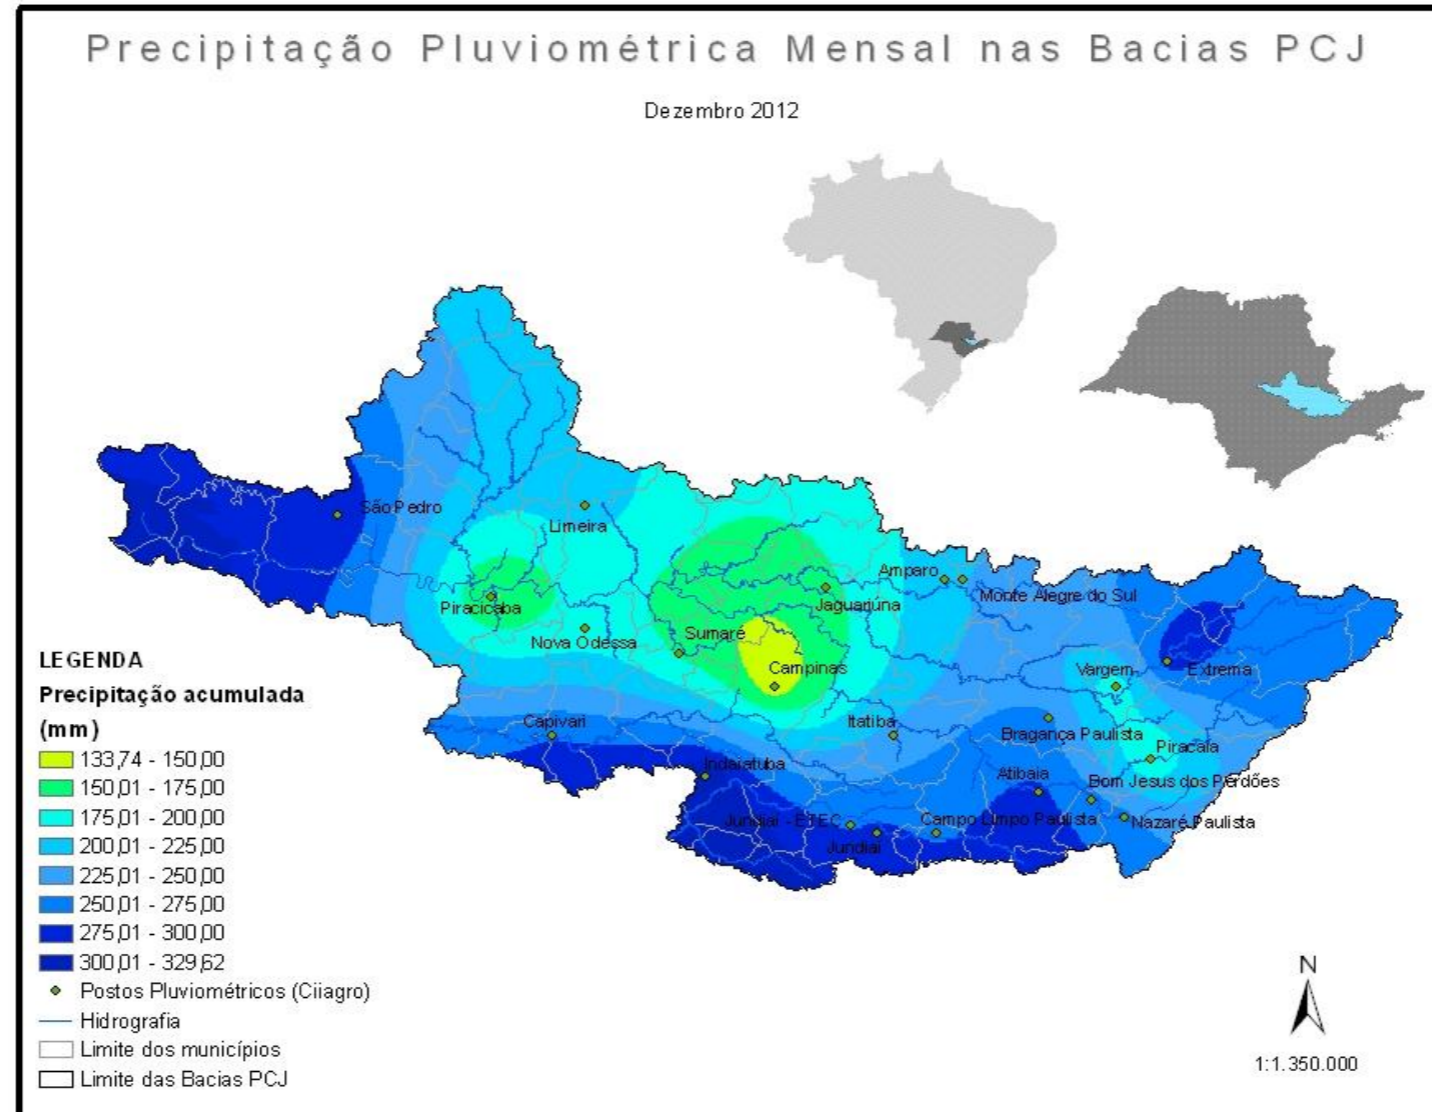 Precipitação Pluviométrica Mensal nas Bacias PCJ
Dezembro 2012
São Pedro
Limeira
Piracicaba
Nova Odessa
Sumaré
Jaguariúna
Campinas
Amparo
Monte Alegre do Sul
Vargem
Extrema
Capivari
Itatiba
Bragança Paulista
Piracaia
Indaiatuba
Atibaia
Bom Jesus dos Perdões
Jundiaí - ETEC
Campo Limpo Paulista
Nazaré Paulista
Jundiaí
LEGENDA
Precipitação acumulada
(mm)
133,74 - 150,00
150,01 - 175,00
175,01 - 200,00
200,01 - 225,00
225,01 - 250,00
250,01 - 275,00
275,01 - 300,00
300,01 - 329,62
Postos Pluviométricos (Ciiagro)
Hidrografia
Limite dos municípios
Limite das Bacias PCJ
N
1:1.350.000